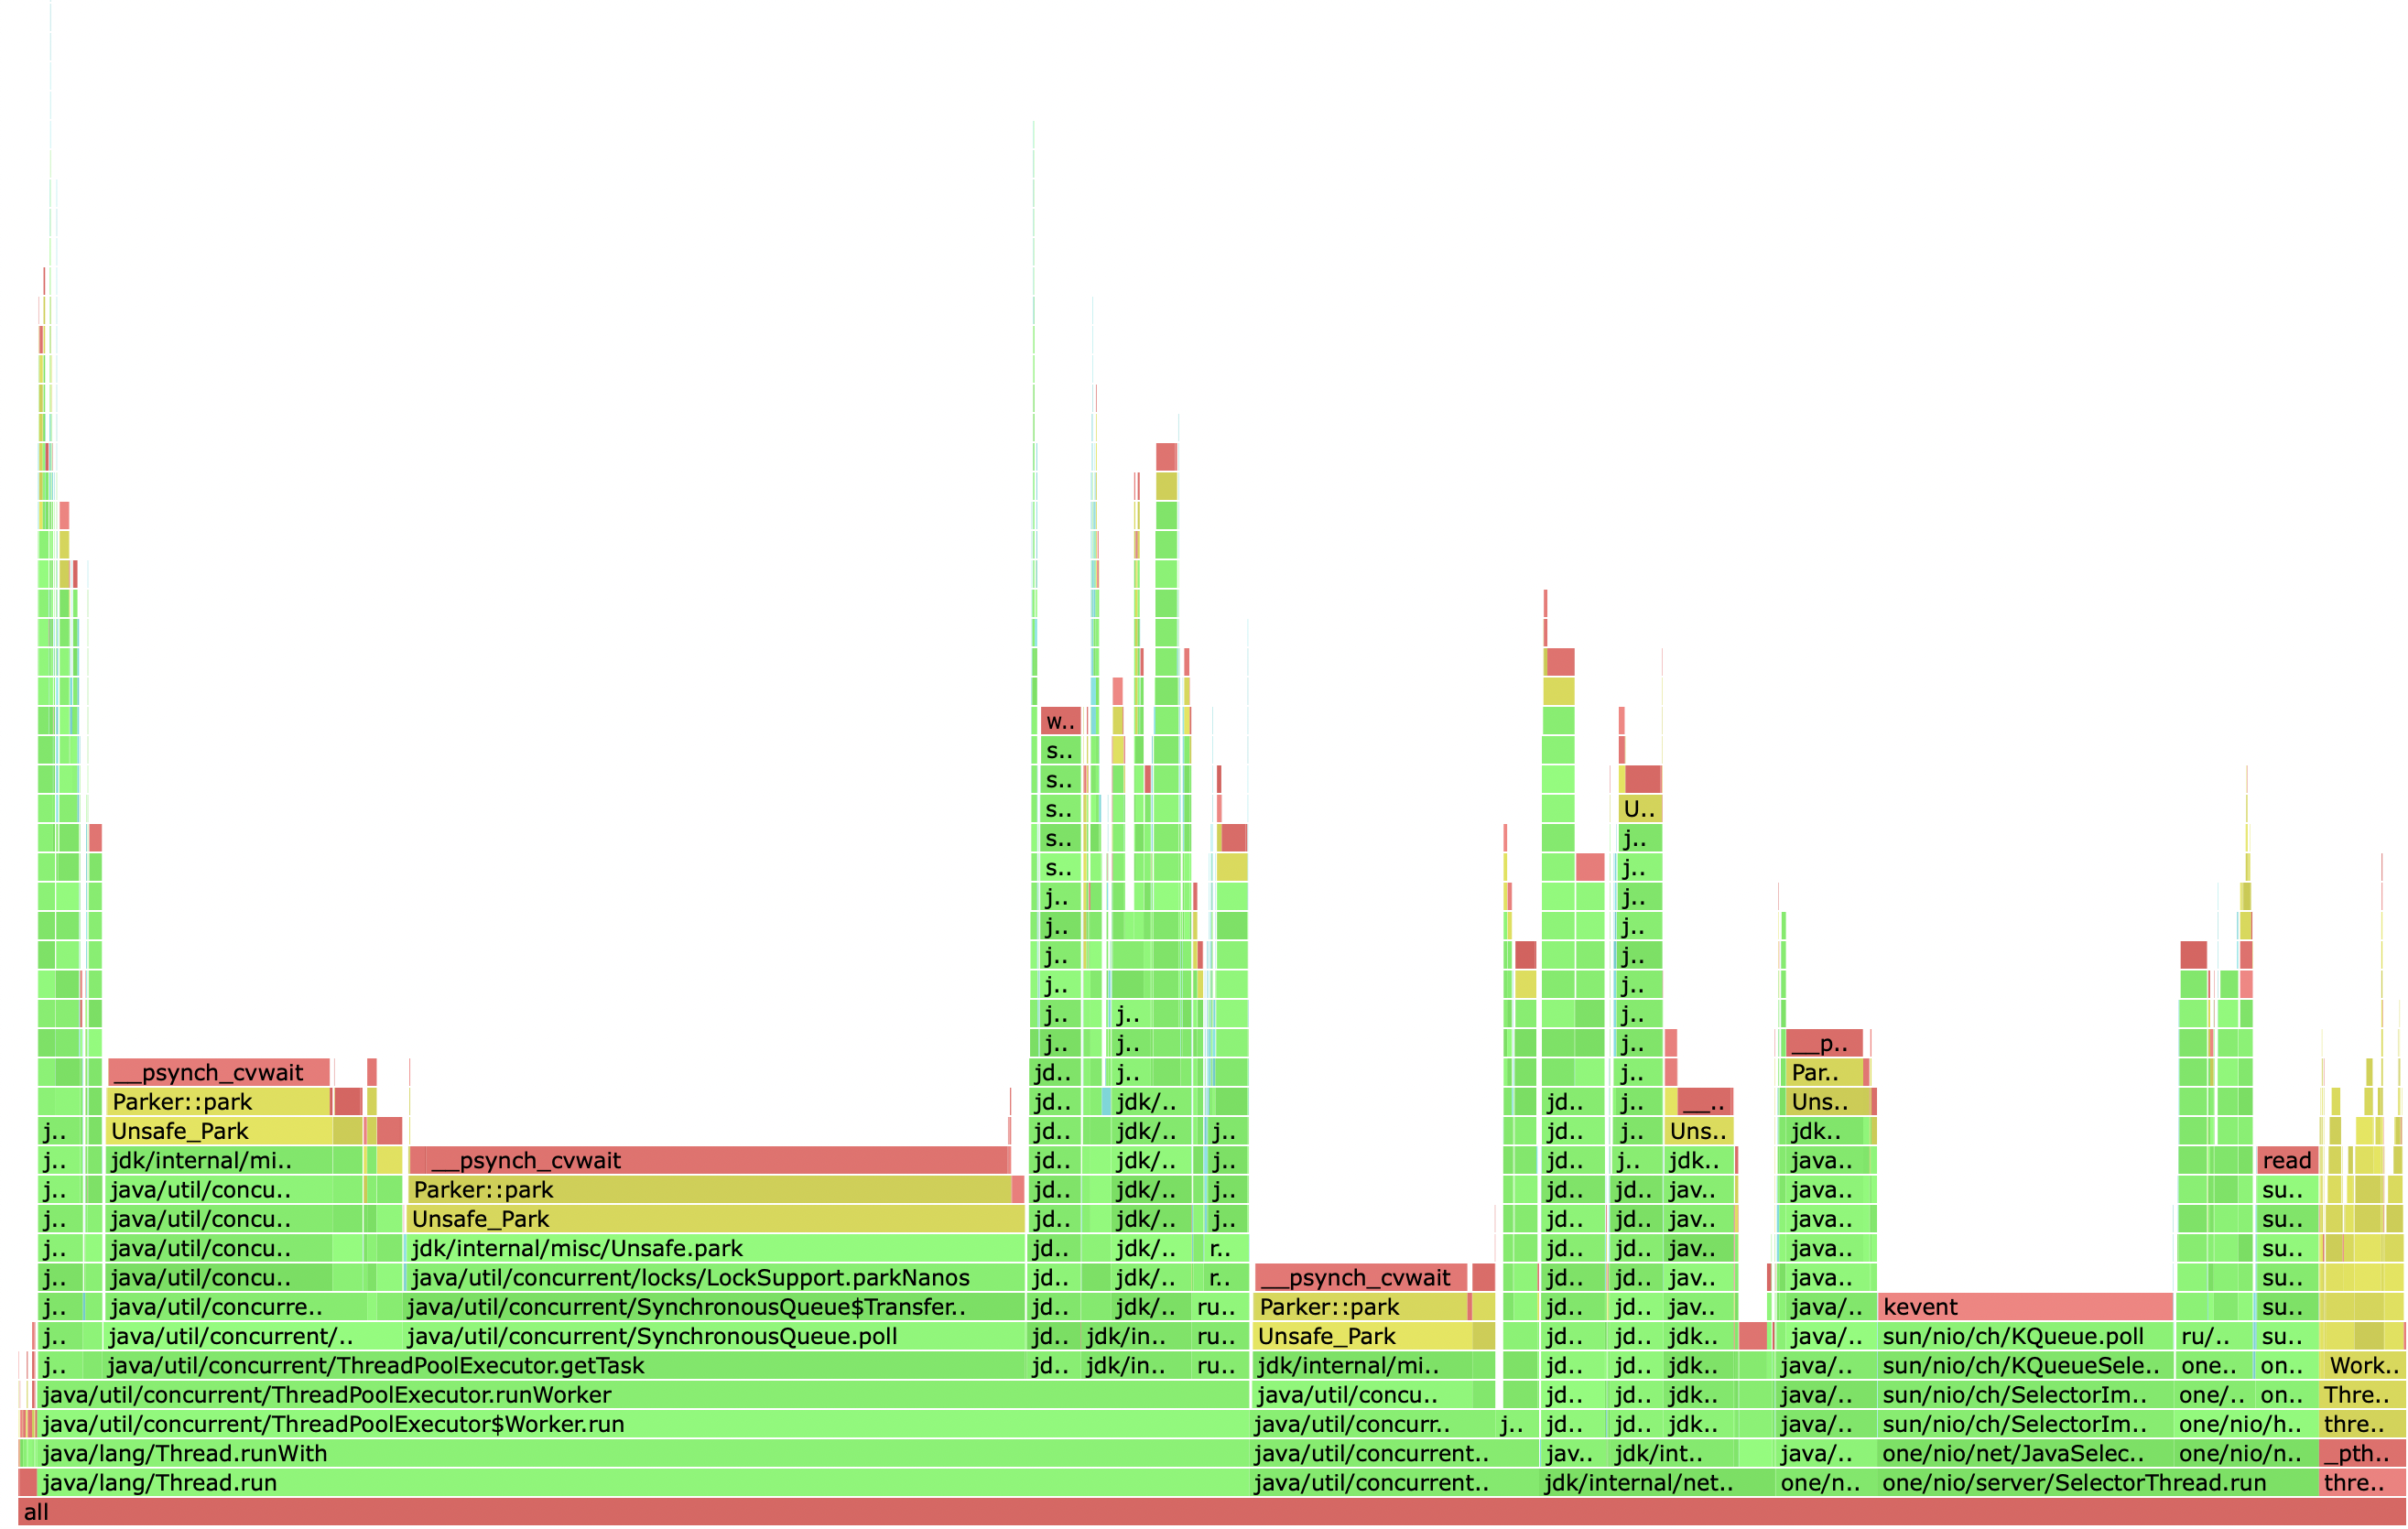 w..
s..
s..
U..
s..
j..
s..
j..
s..
j..
j..
j..
j..
j..
j..
j..
j..
j..
j..
j..
j..
j..
j..
__p..
__psynch_cvwait
jd..
j..
j..
Par..
Parker::park
jd..
jdk/..
jd..
j..
__..
Uns..
j..
Unsafe_Park
jd..
jdk/..
j..
jd..
j..
Uns..
jdk..
j..
jdk/internal/mi..
__psynch_cvwait
jd..
jdk/..
j..
jd..
j..
jdk..
java..
read
j..
java/util/concu..
Parker::park
jd..
jdk/..
j..
jd..
jd..
jav..
java..
su..
j..
java/util/concu..
Unsafe_Park
jd..
jdk/..
j..
jd..
jd..
jav..
java..
su..
j..
java/util/concu..
jdk/internal/misc/Unsafe.park
jd..
jdk/..
r..
jd..
jd..
jav..
java..
su..
j..
java/util/concu..
java/util/concurrent/locks/LockSupport.parkNanos
jd..
jdk/..
r..
__psynch_cvwait
jd..
jd..
jav..
java..
su..
j..
java/util/concurre..
java/util/concurrent/SynchronousQueue$Transfer..
jd..
jdk/..
ru..
Parker::park
jd..
jd..
jav..
java/..
kevent
su..
j..
java/util/concurrent/..
java/util/concurrent/SynchronousQueue.poll
jd..
jdk/in..
ru..
Unsafe_Park
jd..
jd..
jdk..
java/..
sun/nio/ch/KQueue.poll
ru/..
su..
j..
java/util/concurrent/ThreadPoolExecutor.getTask
jd..
jdk/in..
ru..
jdk/internal/mi..
jd..
jd..
jdk..
java/..
sun/nio/ch/KQueueSele..
one..
on..
Work..
java/util/concurrent/ThreadPoolExecutor.runWorker
java/util/concu..
jd..
jd..
jdk..
java/..
sun/nio/ch/SelectorIm..
one/..
on..
Thre..
java/util/concurrent/ThreadPoolExecutor$Worker.run
java/util/concurr..
j..
jd..
jd..
jdk..
java/..
sun/nio/ch/SelectorIm..
one/nio/h..
thre..
java/lang/Thread.runWith
java/util/concurrent..
jav..
jdk/int..
java/..
one/nio/net/JavaSelec..
one/nio/n..
_pth..
java/lang/Thread.run
java/util/concurrent..
jdk/internal/net..
one/n..
one/nio/server/SelectorThread.run
thre..
all